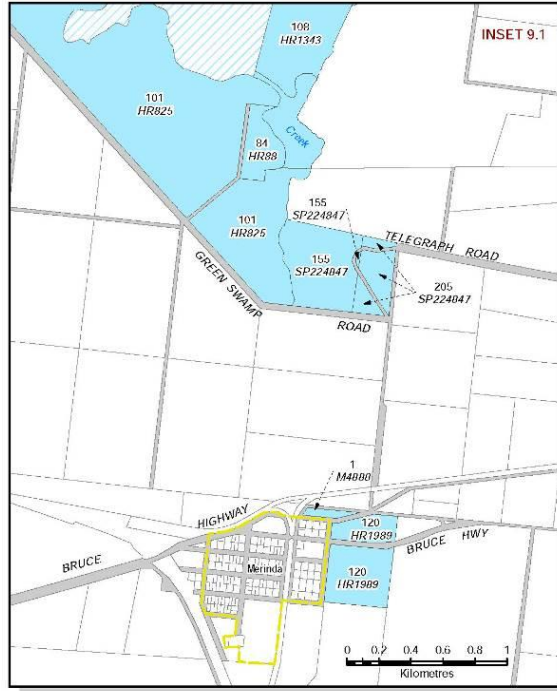 108
HR1343
INSET 9.1
101
HR825
Creek
84
HR88
155
SP224847
101
HR825
TELEGRAPH ROAD
155
SP224847
GREEN SWAMP
205
SP224847
ROAD
1
M4888
HIGHWAY
120
HR1989
BRUCE HWY
BRUCE
Merinda
120
HR1989
0 0.2 0.4 0.6 0.8 1
Kilometres